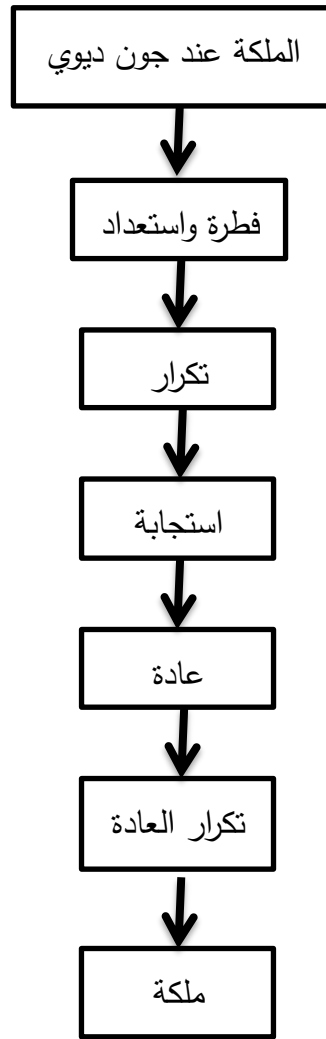 الملكة عند جون ديوي
فطرة واستعداد
تكرار
استجابة
عادة
تكرار العادة
ملكة